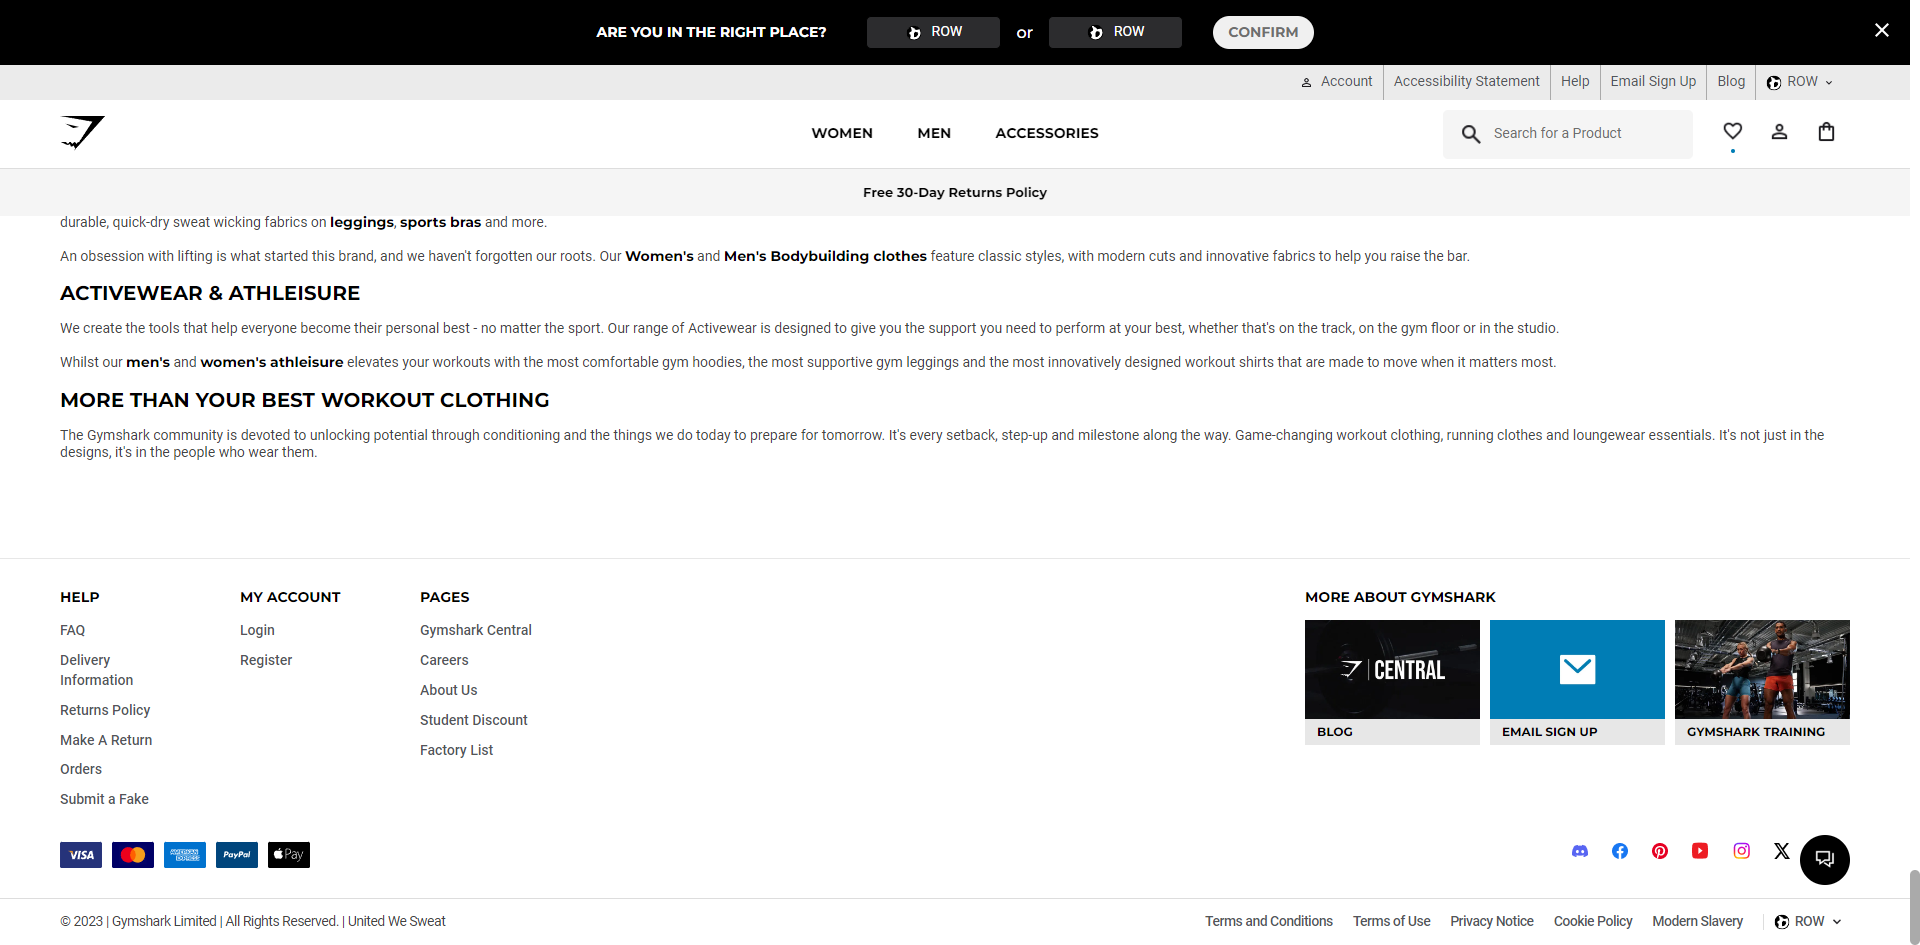 ARE YOU IN THE RIGHT PLACE? ROW or ROW CONFIRM
Account Accessibility Statement Help Email Sign Up Blog ROW
WOMEN MEN ACCESSORIES Search for a Product
Free 30-Day Returns Policy
durable, quick-dry sweat wicking fabrics on leggings, sports bras and more.
An obsession with lifting is what started this brand, and we haven't forgotten our roots. Our Women's and Men's Bodybuilding clothes feature classic styles, with modern cuts and innovative fabrics to help you raise the bar.
ACTIVEWEAR & ATHLEISURE
We create the tools that help everyone become their personal best - no matter the sport. Our range of Activewear is designed to give you the support you need to perform at your best, whether that's on the track, on the gym floor or in the studio.
Whilst our men's and women's athleisure elevates your workouts with the most comfortable gym hoodies, the most supportive gym leggings and the most innovatively designed workout shirts that are made to move when it matters most.
MORE THAN YOUR BEST WORKOUT CLOTHING
The Gymshark community is devoted to unlocking potential through conditioning and the things we do today to prepare for tomorrow. It's every setback, step-up and milestone along the way. Game-changing workout clothing, running clothes and loungewear essentials. It's not just in the
designs, it's in the people who wear them.
HELP
FAQ
Delivery
Information
Returns Policy
Make A Return
Orders
Submit a Fake
MY ACCOUNT
Login
Register
PAGES
Gymshark Central
Careers
About Us
Student Discount
Factory List
MORE ABOUT GYMSHARK
CENTRAL
BLOG
EMAIL SIGN UP
GYMSHARK TRAINING
VISA
AMERICAN EXPRESS
PayPal
Pay
© 2023 | Gymshark Limited | All Rights Reserved. | United We Sweat
Terms and Conditions Terms of Use Privacy Notice Cookie Policy Modern Slavery ROW